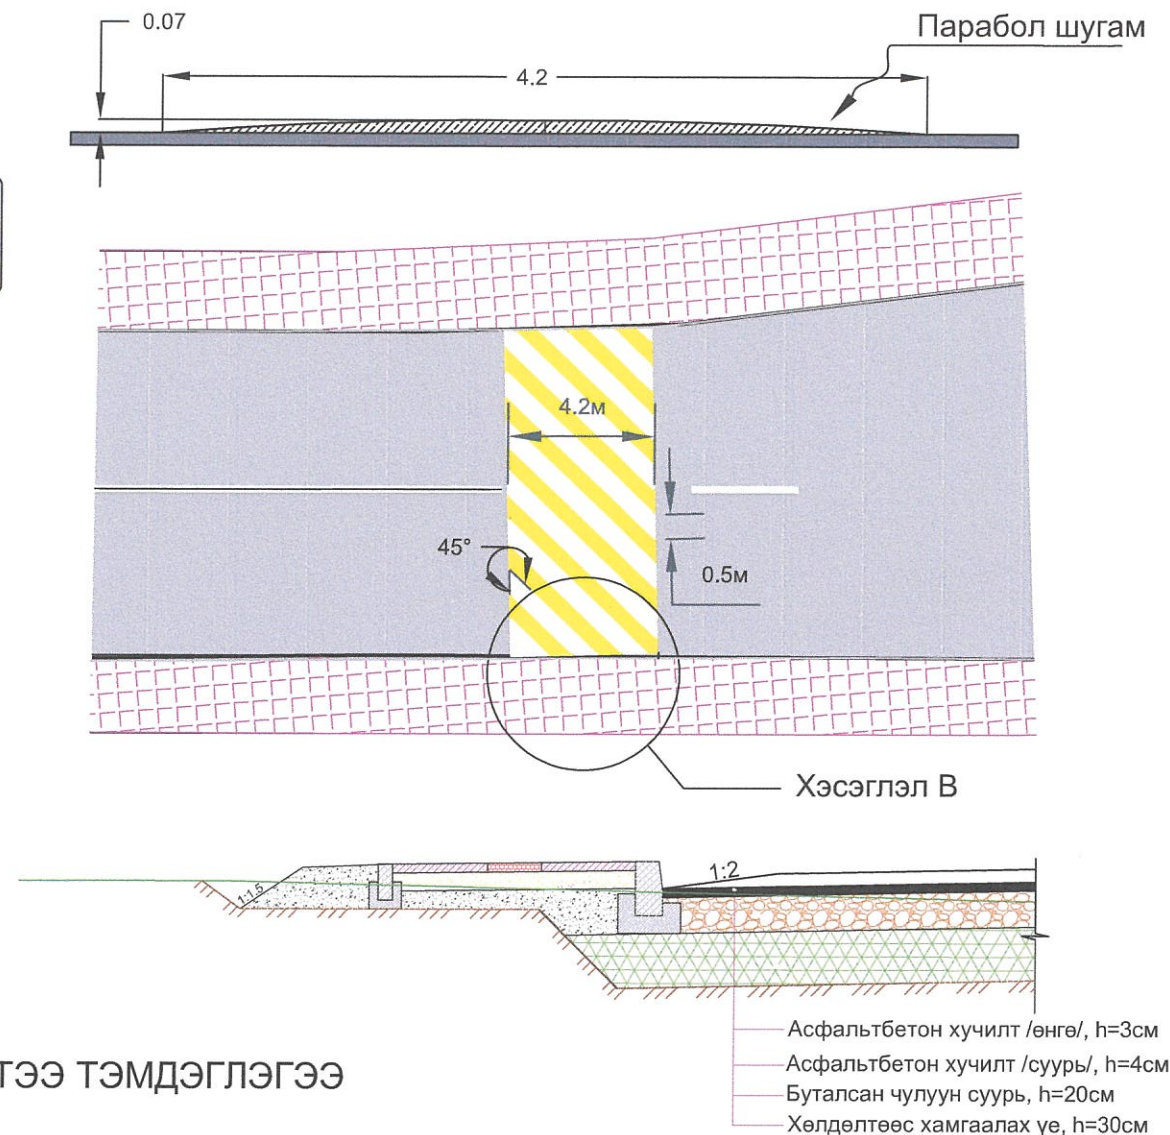 0.07
Парабол шугам
4.2
4.2м
45°
0.5м
Хэсэглэл В
1:1.5
1:2
Асфальтбетон хучилт /өнгө/, h=3см
Асфальтбетон хучилт /суурь/, h=4см
Буталсан чулуун суурь, h=20см
Хөлдөлтөөс хамгаалах үе, h=30см
ТЭЭ ТЭМДЭГЛЭГЭЭ